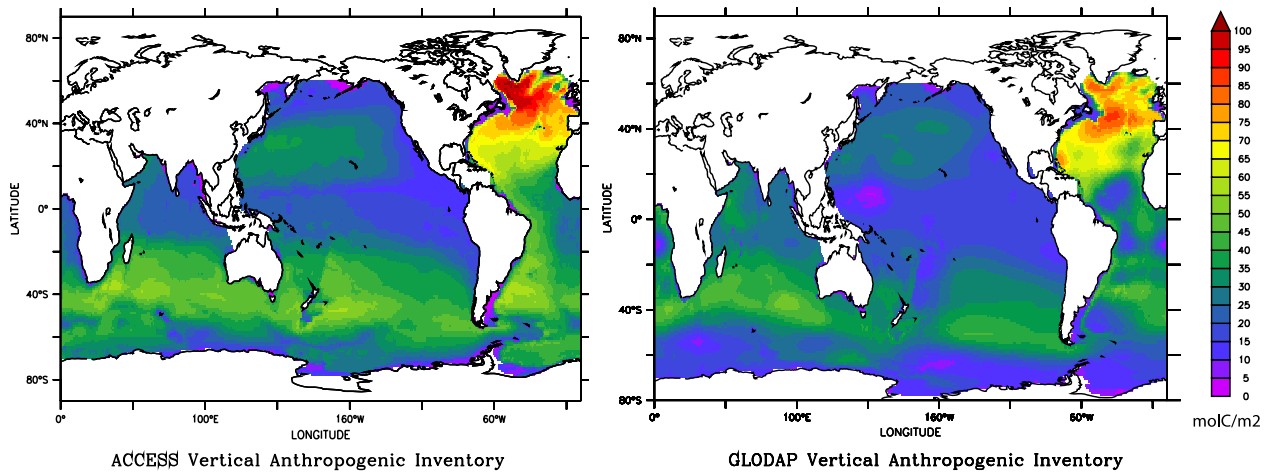 80°N
40°N
0°
40°S
80°S
LATITUDE
0°
100°E
160°W
60°W
LONGITUDE
ACCESS Vertical Anthropogenic Inventory
80°N
40°N
0°
40°S
80°S
LATITUDE
0°
100°E
160°W
60°W
LONGITUDE
GLODAP Vertical Anthropogenic Inventory
100
95
90
85
80
75
70
65
60
55
50
45
40
35
30
25
20
15
10
5
0
molC/m2